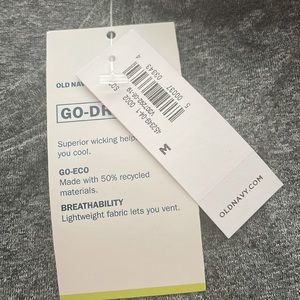 OLD NAVY
GO-DR
Superior wicking help
you cool.
GO-ECO
Made with 50% recycled
materials.
BREATHABILITY
Lightweight fabric lets you vent.
M
OLDNAVY.COM